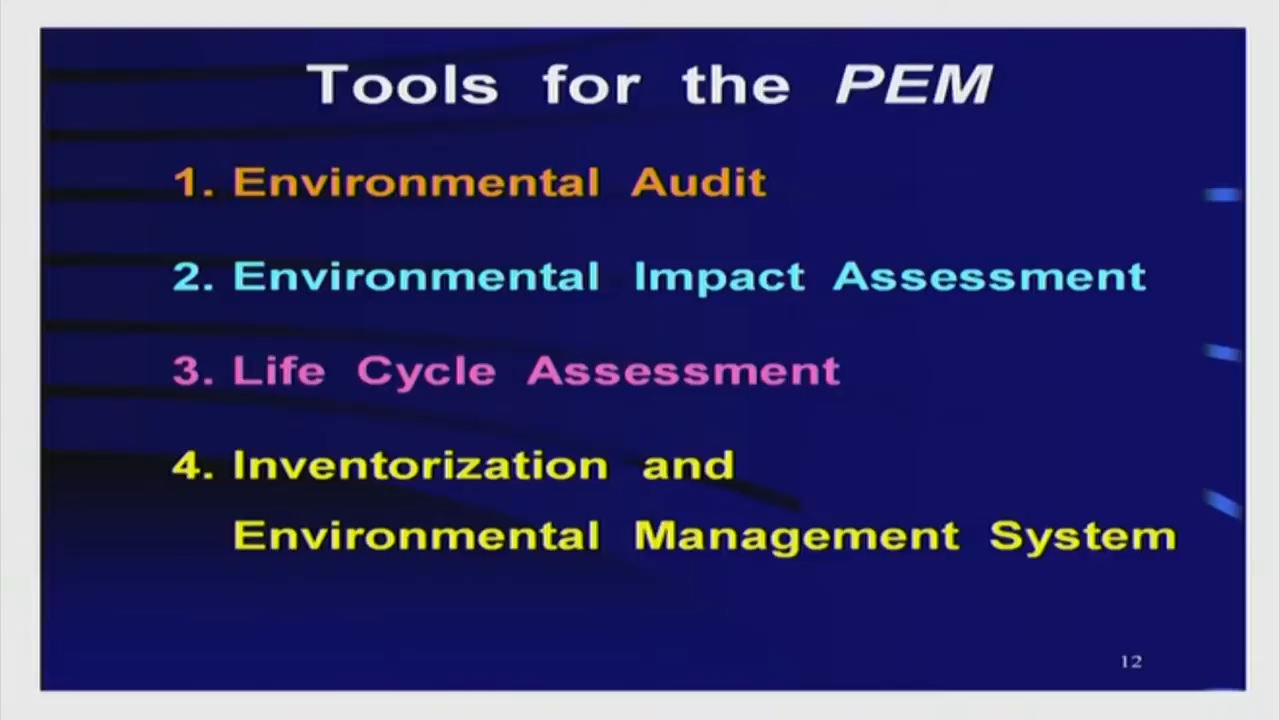 Tools for the PEM
1. Environmental Audit
2. Environmental Impact Assessment
3. Life Cycle Assessment
4. Inventorization and
Environmental Management System
12